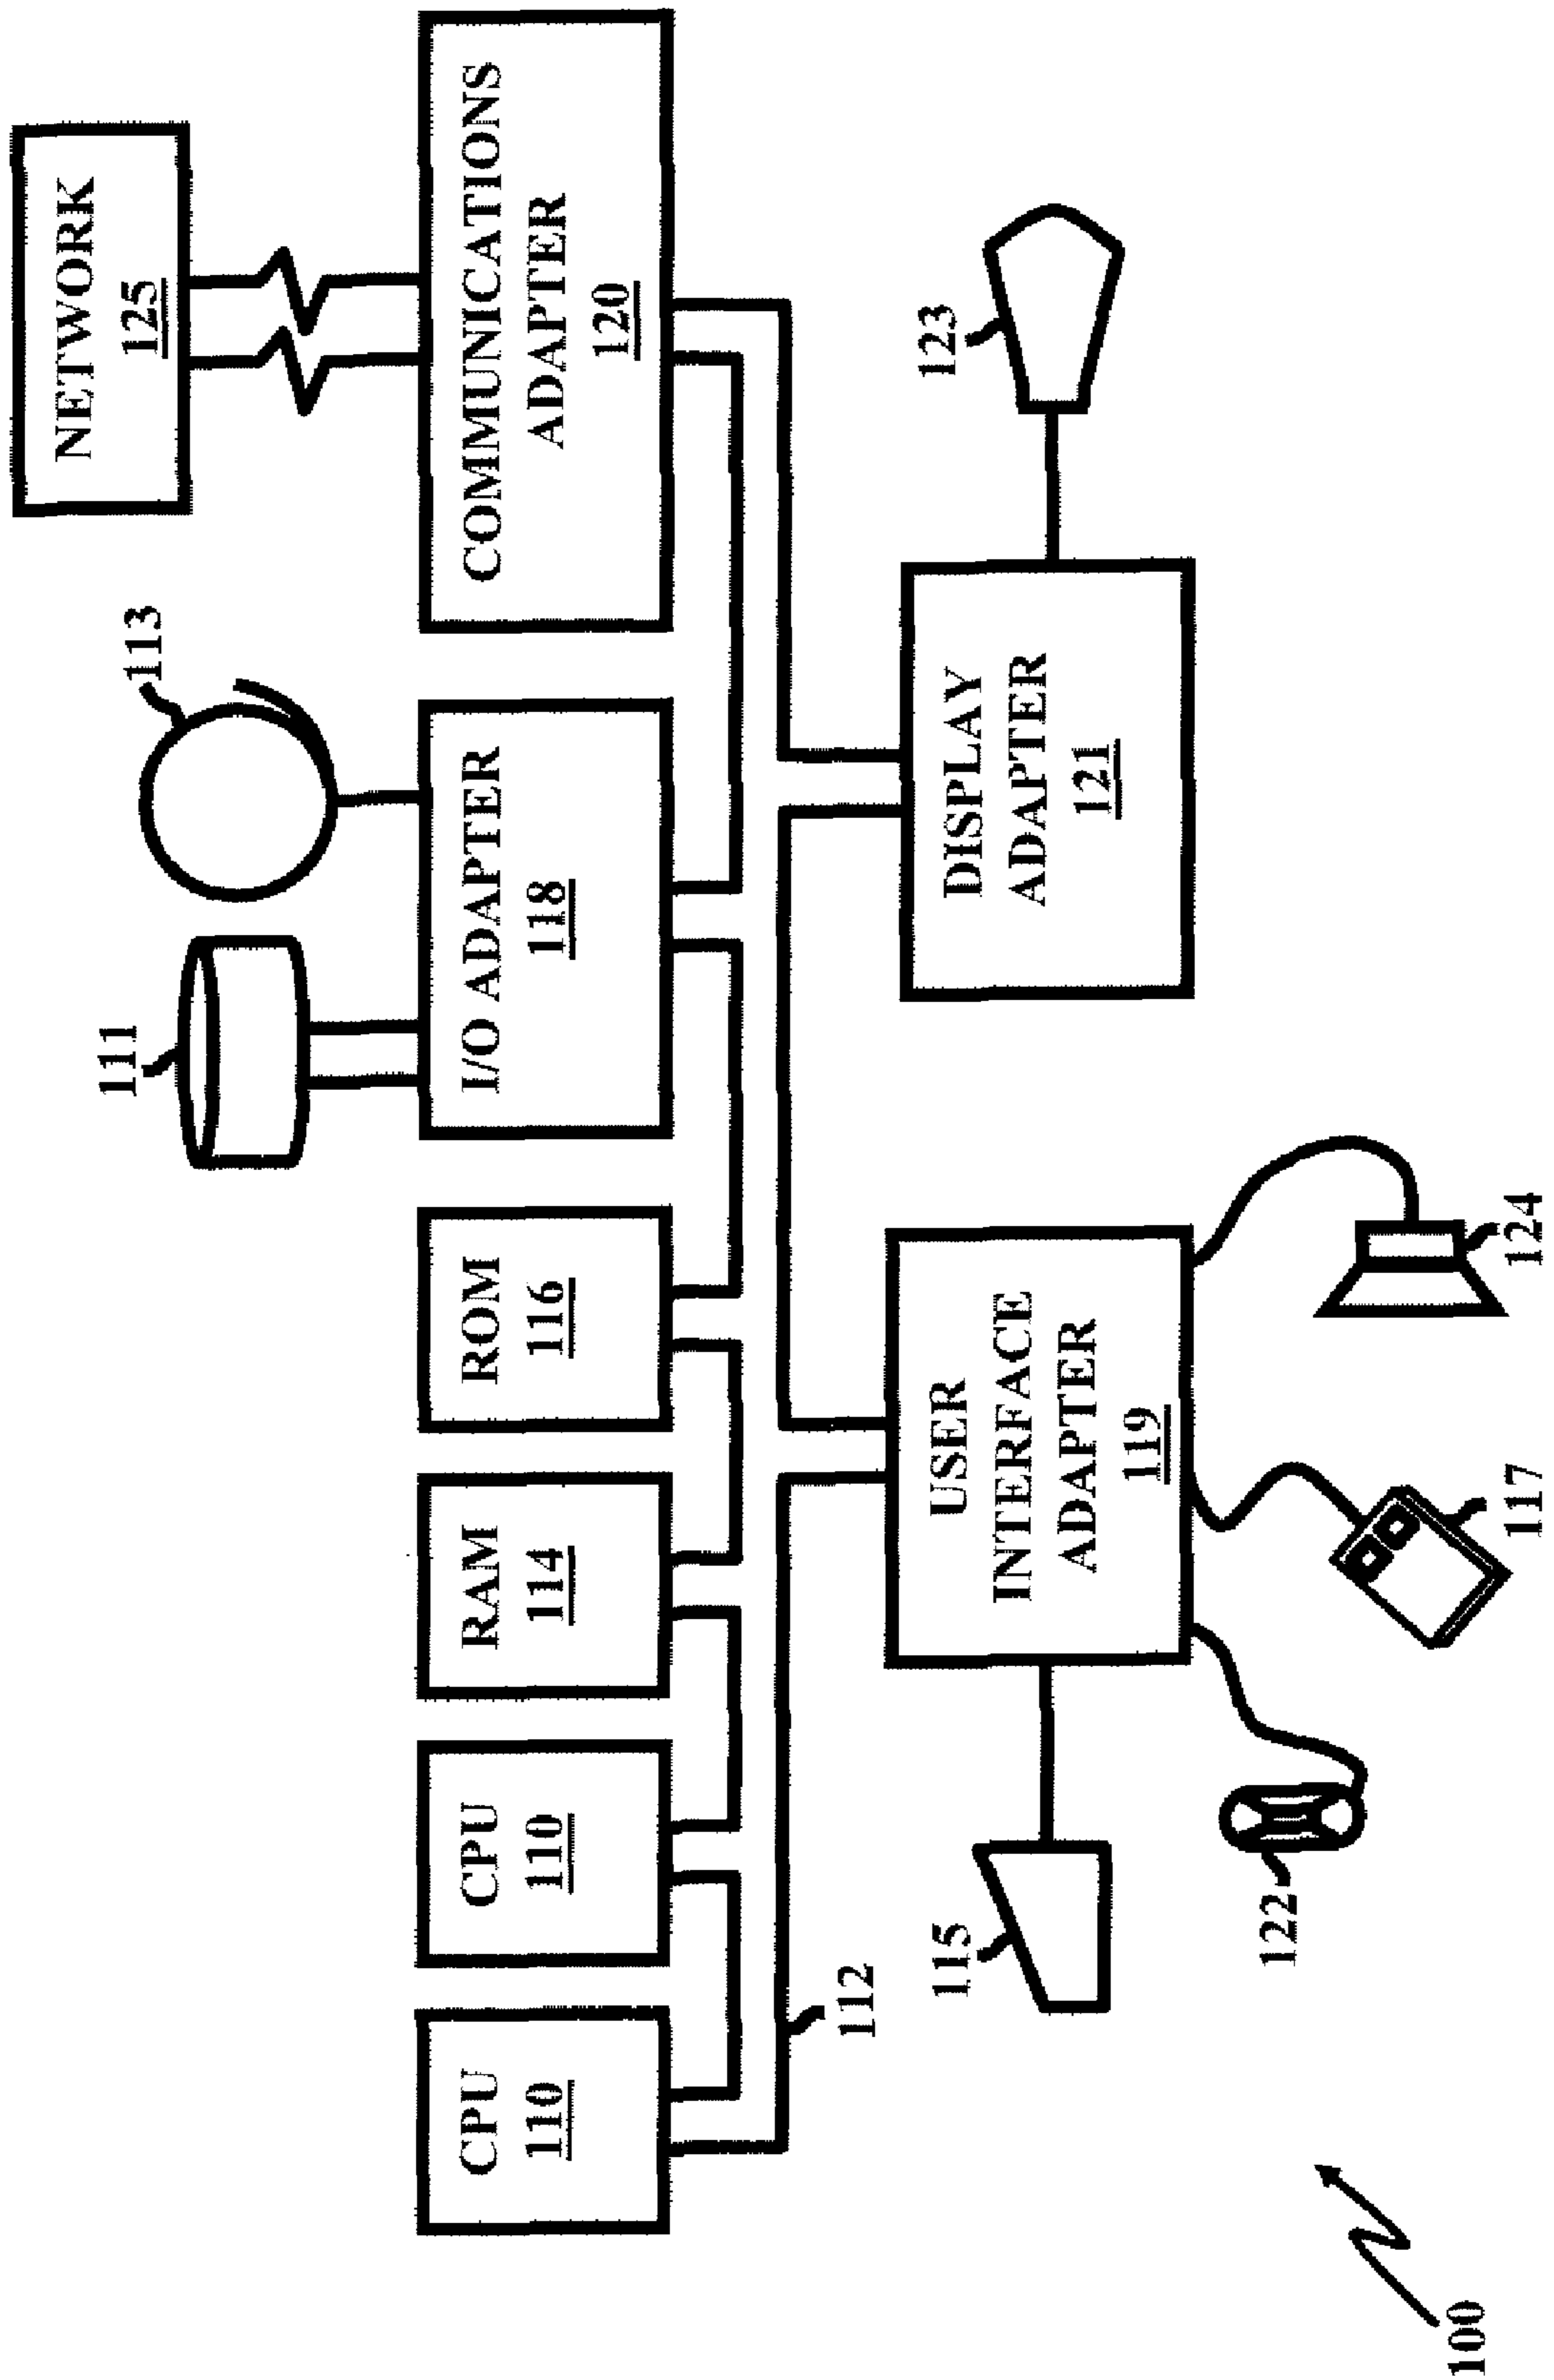 NETWORK
125
113
111
CPU
110
CPU
110
RAM
114
ROM
116
I/O ADAPTER
118
COMMUNICATIONS
ADAPTER
120
112
115
USER
INTERFACE
ADAPTER
119
DISPLAY
ADAPTER
121
123
122
117
124
100